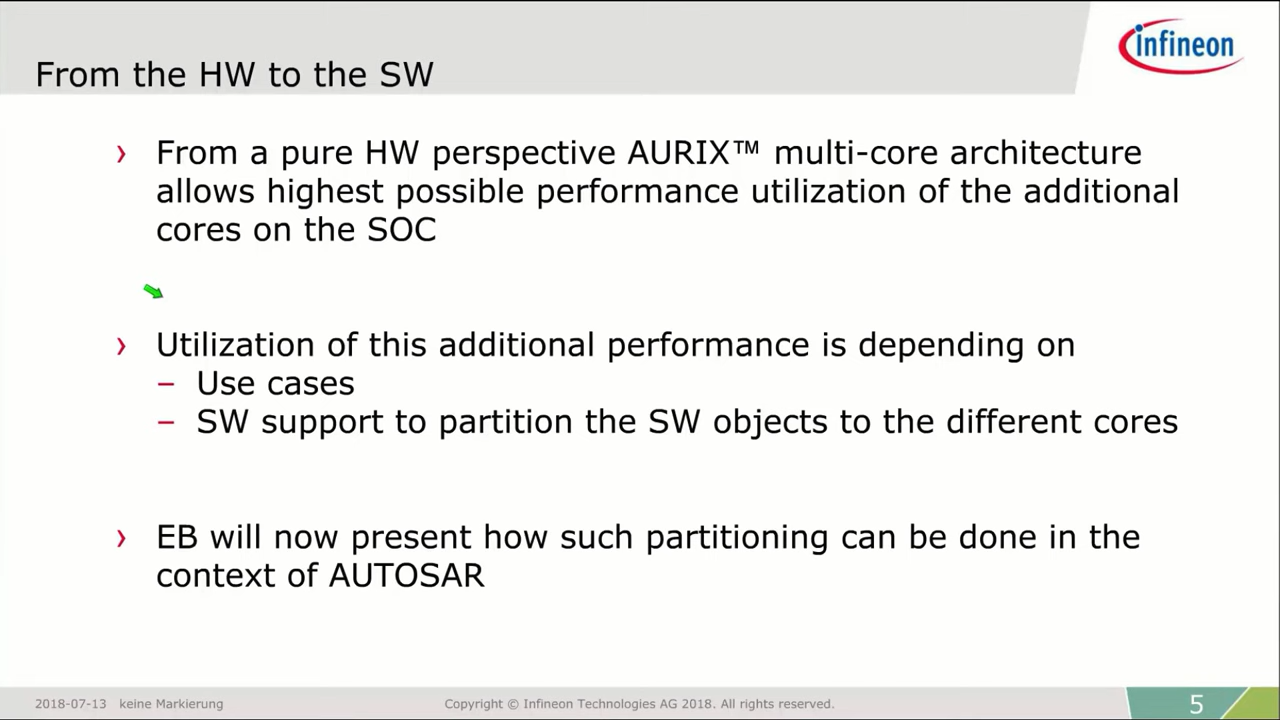 infineon
From the HW to the SW
› From a pure HW perspective AURIX™ multi-core architecture
allows highest possible performance utilization of the additional
cores on the SOC
› Utilization of this additional performance is depending on
– Use cases
– SW support to partition the SW objects to the different cores
› EB will now present how such partitioning can be done in the
context of AUTOSAR
2018-07-13 keine Markierung Copyright © Infineon Technologies AG 2018. All rights reserved. 5